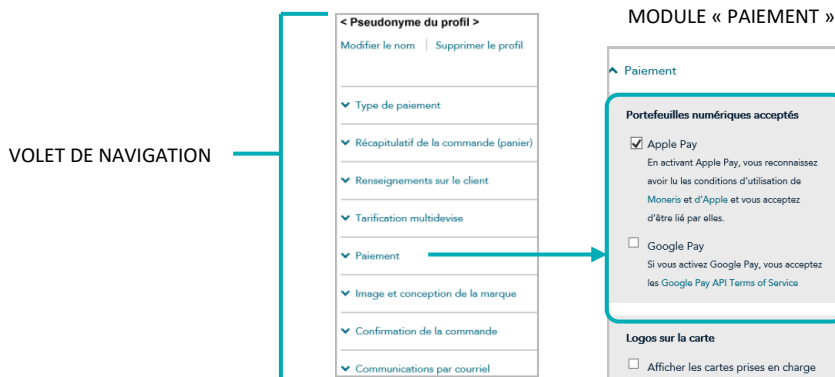 VOLET DE NAVIGATION
< Pseudonyme du profil >
Modifier le nom | Supprimer le profil
Type de paiement
Récapitulatif de la commande (panier)
Renseignements sur le client
Tarification multidevise
Paiement
Image et conception de la marque
Confirmation de la commande
Communications par courriel
MODULE « PAIEMENT »
Paiement
Portefeuilles numériques acceptés
Apple Pay
En activant Apple Pay, vous reconnaissez
avoir lu les conditions d'utilisation de
Moneris et d'Apple et vous acceptez
d'être lié par elles.
Google Pay
Si vous activez Google Pay, vous acceptez
les Google Pay API Terms of Service
Logos sur la carte
Afficher les cartes prises en charge